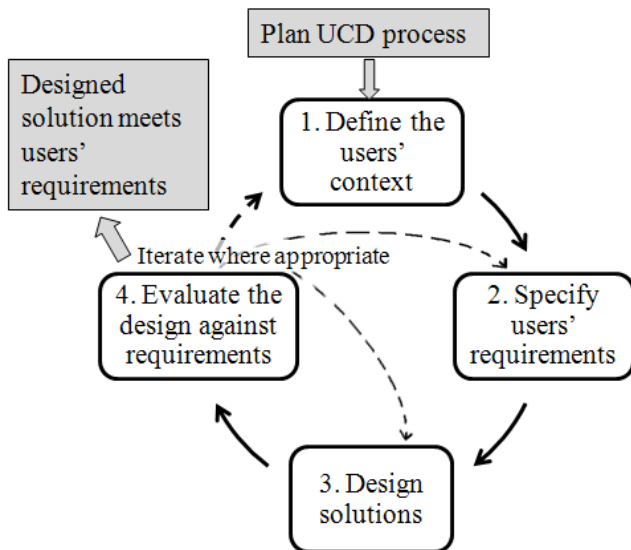 Plan UCD process
Designed
solution meets
users’
requirements
1. Define the
users’
context
Iterate where appropriate
4. Evaluate the
design against
requirements
2. Specify
users’
requirements
3. Design
solutions